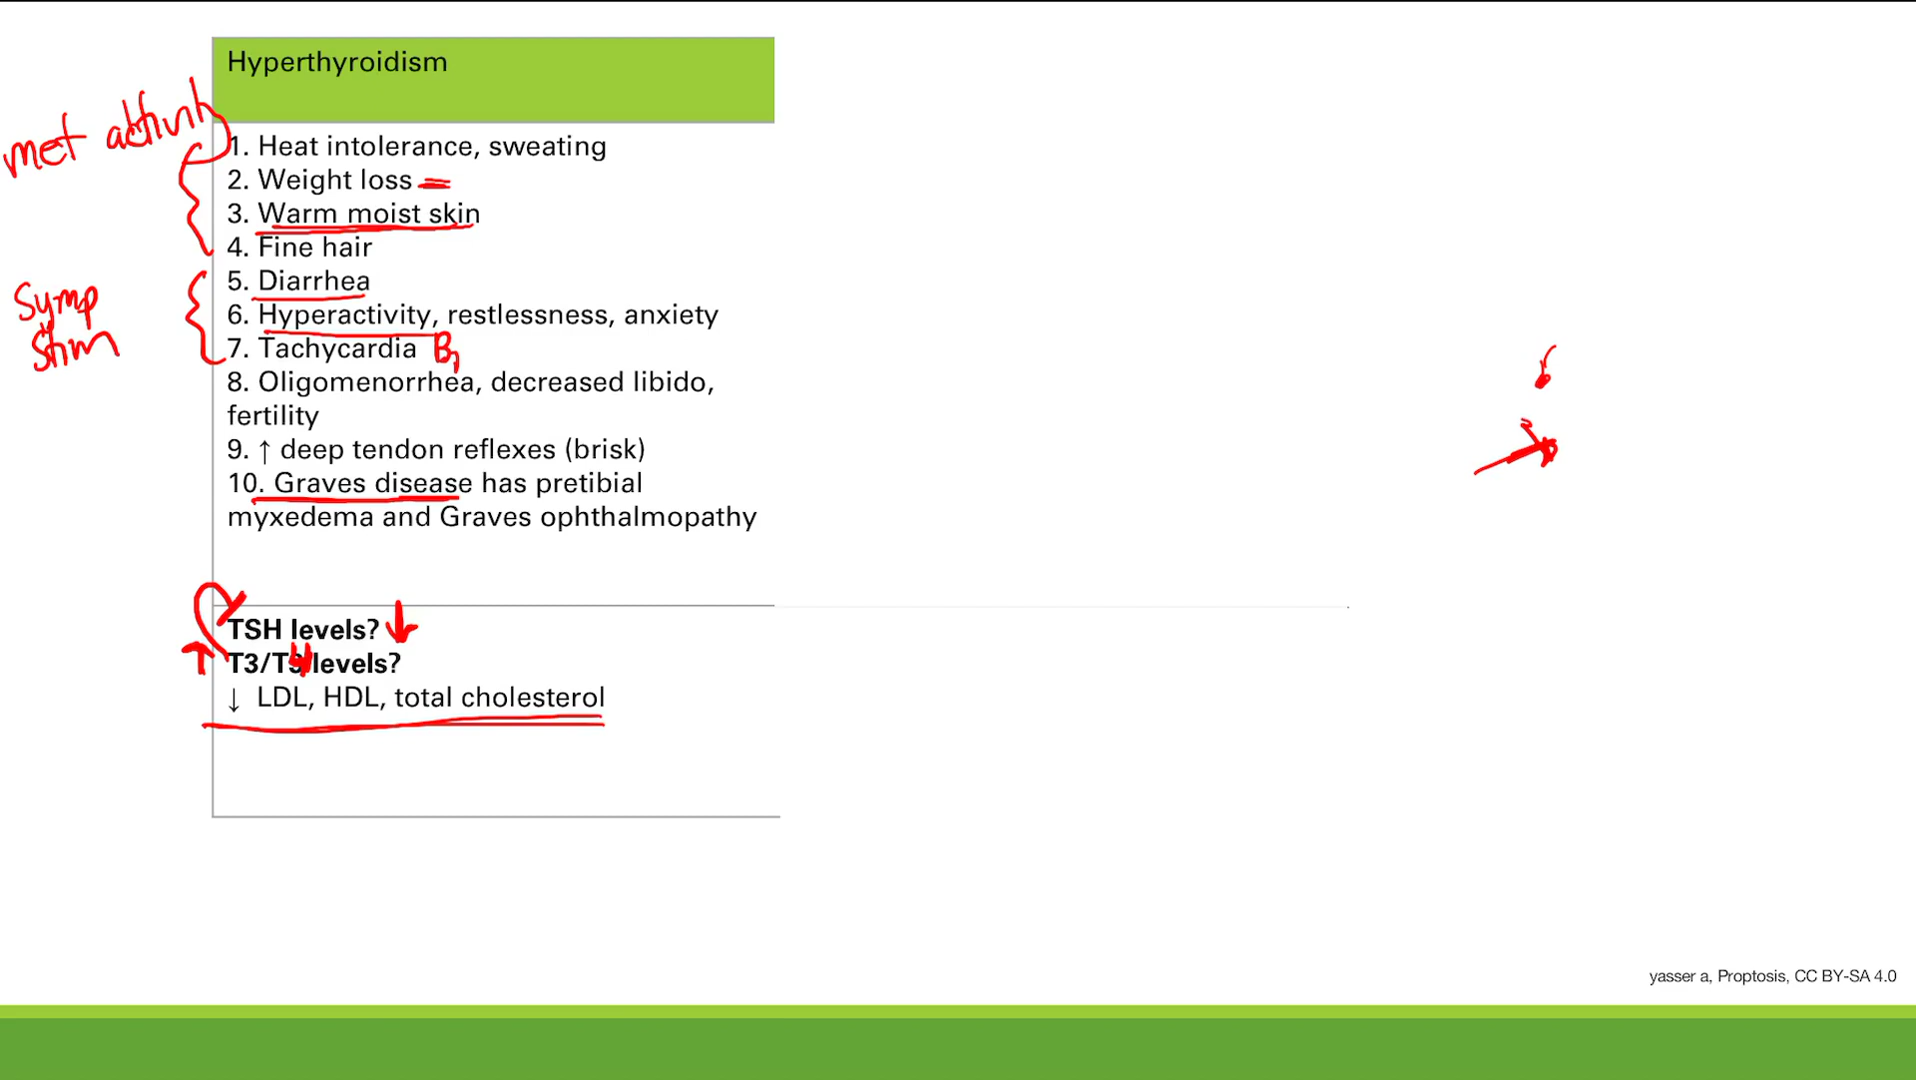 Hyperthyroidism
met activity
1. Heat intolerance, sweating
2. Weight loss
3. Warm moist skin
4. Fine hair
5. Diarrhea
Symp
stim
6. Hyperactivity, restlessness, anxiety
7. Tachycardia B1
8. Oligomenorrhea, decreased libido,
fertility
9. ↑ deep tendon reflexes (brisk)
10. Graves disease has pretibial
myxedema and Graves ophthalmopathy
TSH levels? ↓
↑ T3/T4 levels?
↓ LDL, HDL, total cholesterol
yasser a, Proptosis, CC BY-SA 4.0